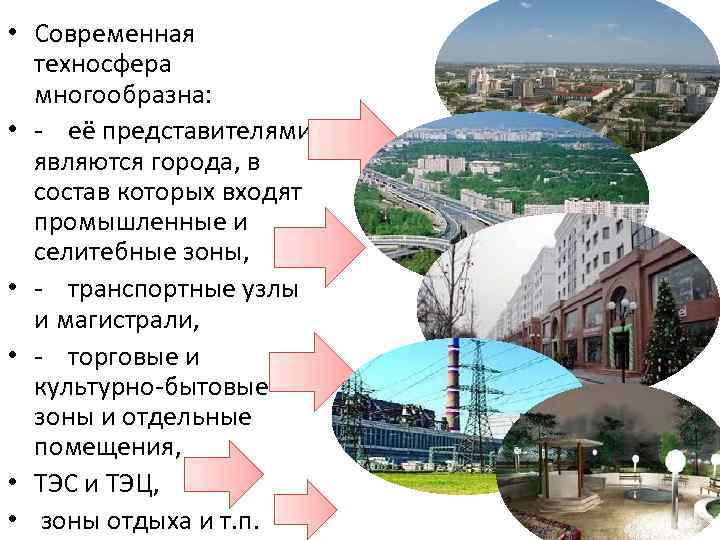 • Современная
техносфера
многообразна:
• - её представителями
являются города, в
состав которых входят
промышленные и
селитебные зоны,
• - транспортные узлы
и магистрали,
• - торговые и
культурно-бытовые
зоны и отдельные
помещения,
• ТЭС и ТЭЦ,
• зоны отдыха и т.п.